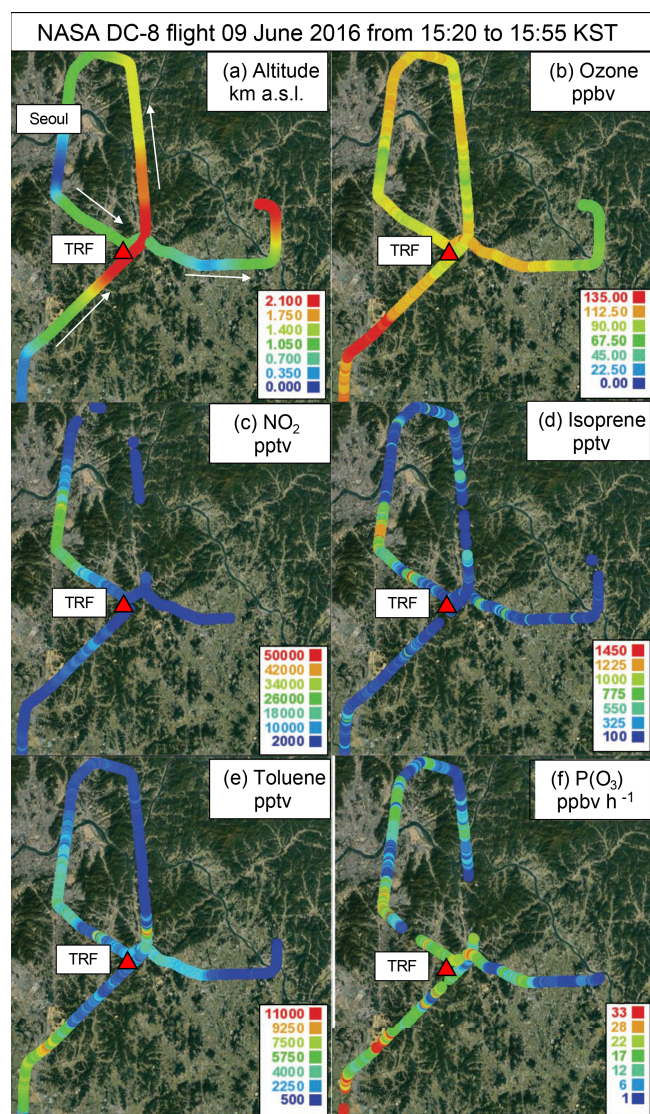 NASA DC-8 flight 09 June 2016 from 15:20 to 15:55 KST
(a) Altitude
km a.s.l.
Seoul
TRF
2.100
1.750
1.400
1.050
0.700
0.350
0.000
(b) Ozone
ppbv
TRF
135.00
112.50
90.00
67.50
45.00
22.50
0.00
(c) NO₂
pptv
TRF
50000
42000
34000
26000
18000
10000
2000
(d) Isoprene
pptv
TRF
1450
1225
1000
775
550
325
100
(e) Toluene
pptv
TRF
11000
9250
7500
5750
4000
2250
500
(f) P(O₃)
ppbv h ⁻¹
TRF
33
28
22
17
12
6
1